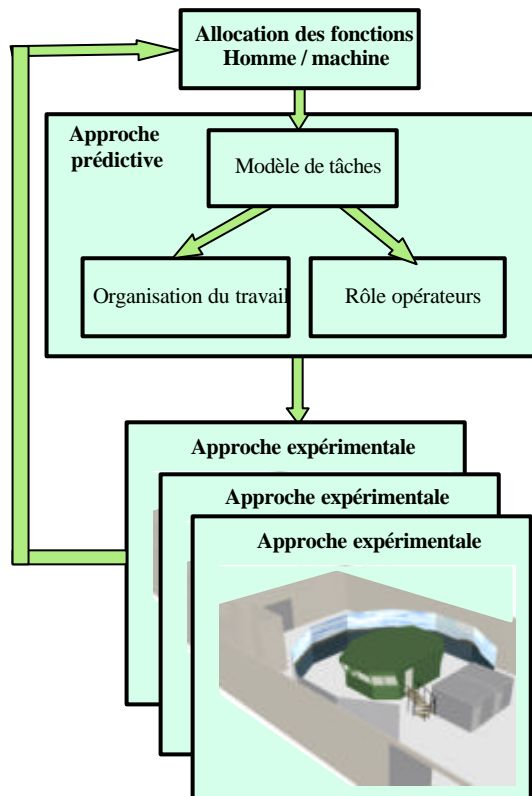 Allocation des fonctions
Homme / machine
Approche
prédictive
Modèle de tâches
Organisation du travail
Rôle opérateurs
Approche expérimentale
Approche expérimentale
Approche expérimentale